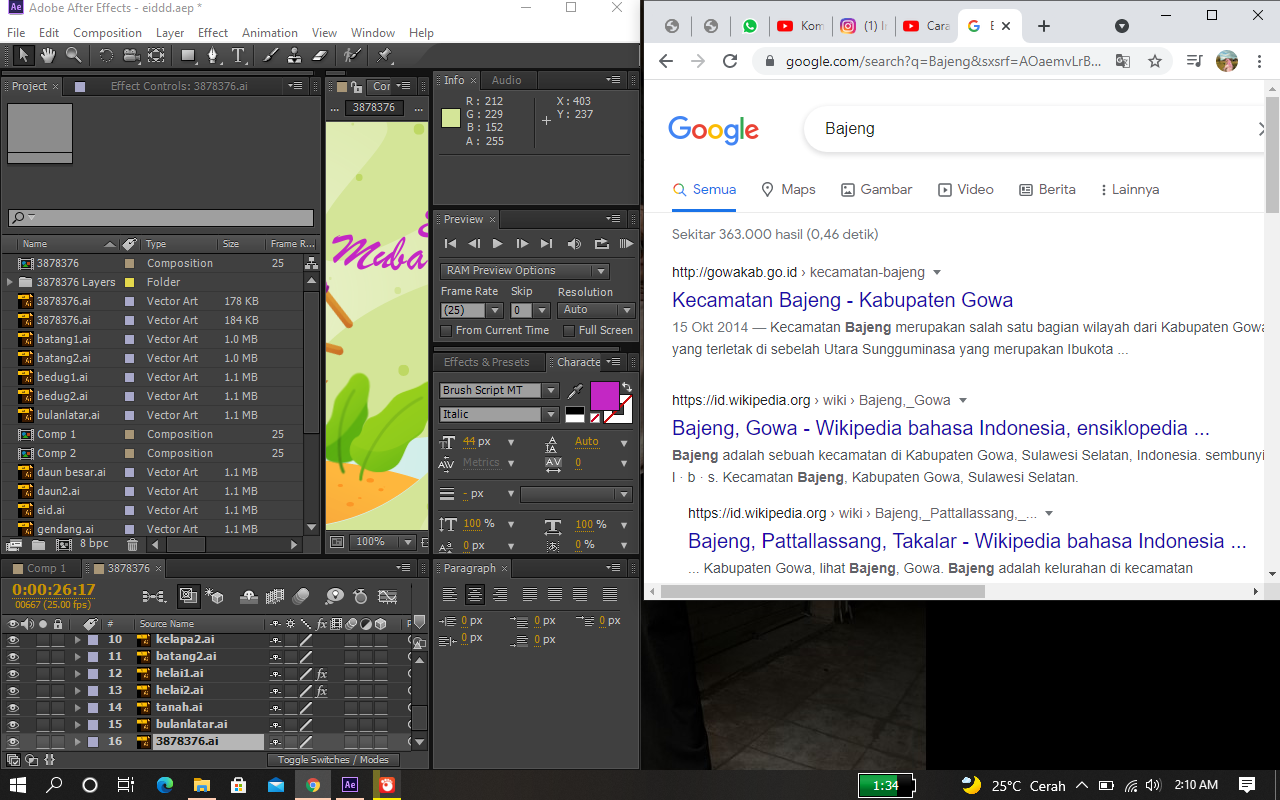 Adobe After Effects - eiddd.aep *
File Edit Composition Layer Effect Animation View Window Help
Project Effect Controls: 3878376.ai
Name Type Size Frame R...
3878376 Composition 25
3878376 Layers Folder
3878376.ai Vector Art 178 KB
3878376.ai Vector Art 184 KB
batang1.ai Vector Art 1.0 MB
batang2.ai Vector Art 1.0 MB
bedug1.ai Vector Art 1.1 MB
bedug2.ai Vector Art 1.1 MB
bulanlatar.ai Vector Art 1.1 MB
Comp 1 Composition 25
Comp 2 Composition 25
daun besar.ai Vector Art 1.1 MB
daun2.ai Vector Art 1.1 MB
eid.ai Vector Art 1.1 MB
gendang.ai Vector Art 1.1 MB
8 bpc
Cor
... 3878376 ...
Muba
100%
Info Audio
R : 212 X : 403
G : 229 Y : 237
B : 152
A : 255
Preview
RAM Preview Options
Frame Rate Skip Resolution
(25) 0 Auto
From Current Time Full Screen
Effects & Presets Characte
Brush Script MT
Italic
44 px Auto
Metrics 0
- px
100 % 100 %
0 px 0 %
Paragraph
0 px 0 px 0 px
0 px 0 px
Comp 1 3878376
0:00:26:17
00667 (25.00 fps)
# Source Name
10 kelapa2.ai
11 batang2.ai
12 helai1.ai fx
13 helai2.ai fx
14 tanah.ai
15 bulanlatar.ai
16 3878376.ai
Toggle Switches / Modes
Kom (1) In Cara
google.com/search?q=Bajeng&sxsrf=AOaemvLrB...
Google
Bajeng
Semua Maps Gambar Video Berita Lainnya
Sekitar 363.000 hasil (0,46 detik)
http://gowakab.go.id › kecamatan-bajeng
Kecamatan Bajeng - Kabupaten Gowa
15 Okt 2014 — Kecamatan Bajeng merupakan salah satu bagian wilayah dari Kabupaten Gowa
yang terletak di sebelah Utara Sungguminasa yang merupakan Ibukota ...
https://id.wikipedia.org › wiki › Bajeng,_Gowa
Bajeng, Gowa - Wikipedia bahasa Indonesia, ensiklopedia ...
Bajeng adalah sebuah kecamatan di Kabupaten Gowa, Sulawesi Selatan, Indonesia. sembunyi
l · b · s. Kecamatan Bajeng, Kabupaten Gowa, Sulawesi Selatan.
https://id.wikipedia.org › wiki › Bajeng,_Pattallassang,_...
Bajeng, Pattallassang, Takalar - Wikipedia bahasa Indonesia ...
... Kabupaten Gowa, lihat Bajeng, Gowa. Bajeng adalah kelurahan di kecamatan
1:34 25°C Cerah 2:10 AM